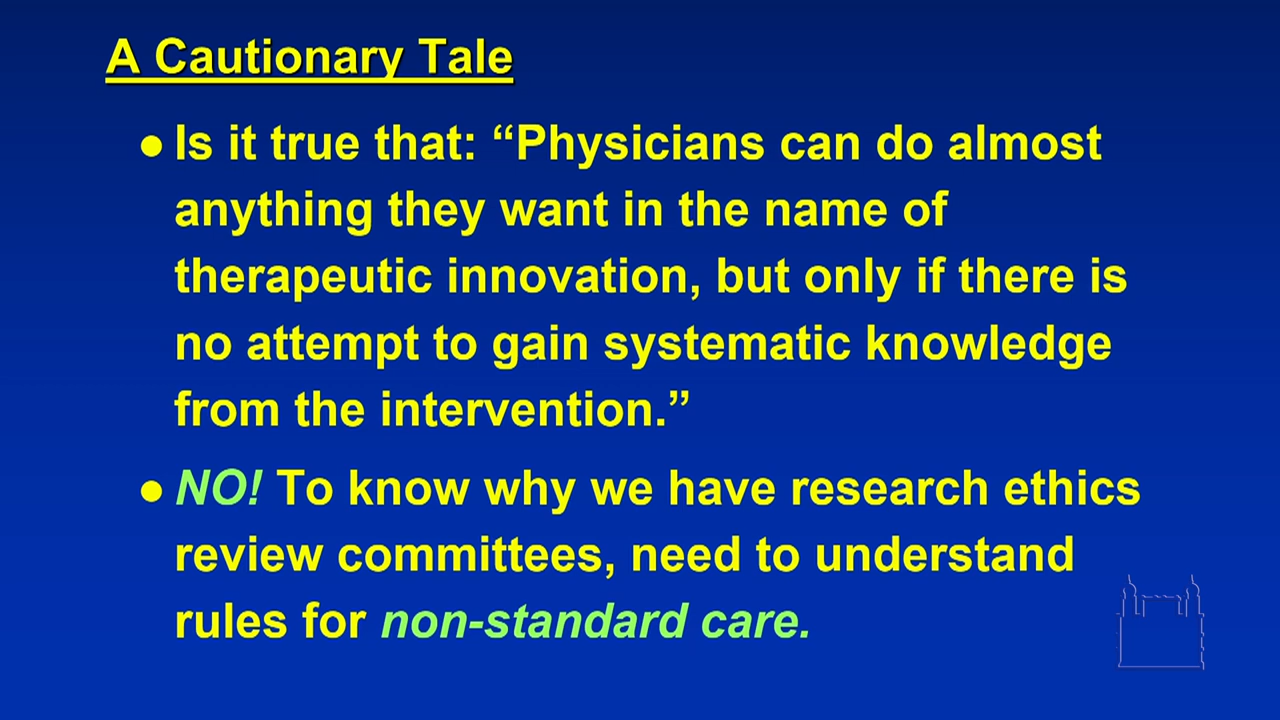 A Cautionary Tale
● Is it true that: “Physicians can do almost
anything they want in the name of
therapeutic innovation, but only if there is
no attempt to gain systematic knowledge
from the intervention.”
● NO! To know why we have research ethics
review committees, need to understand
rules for non-standard care.